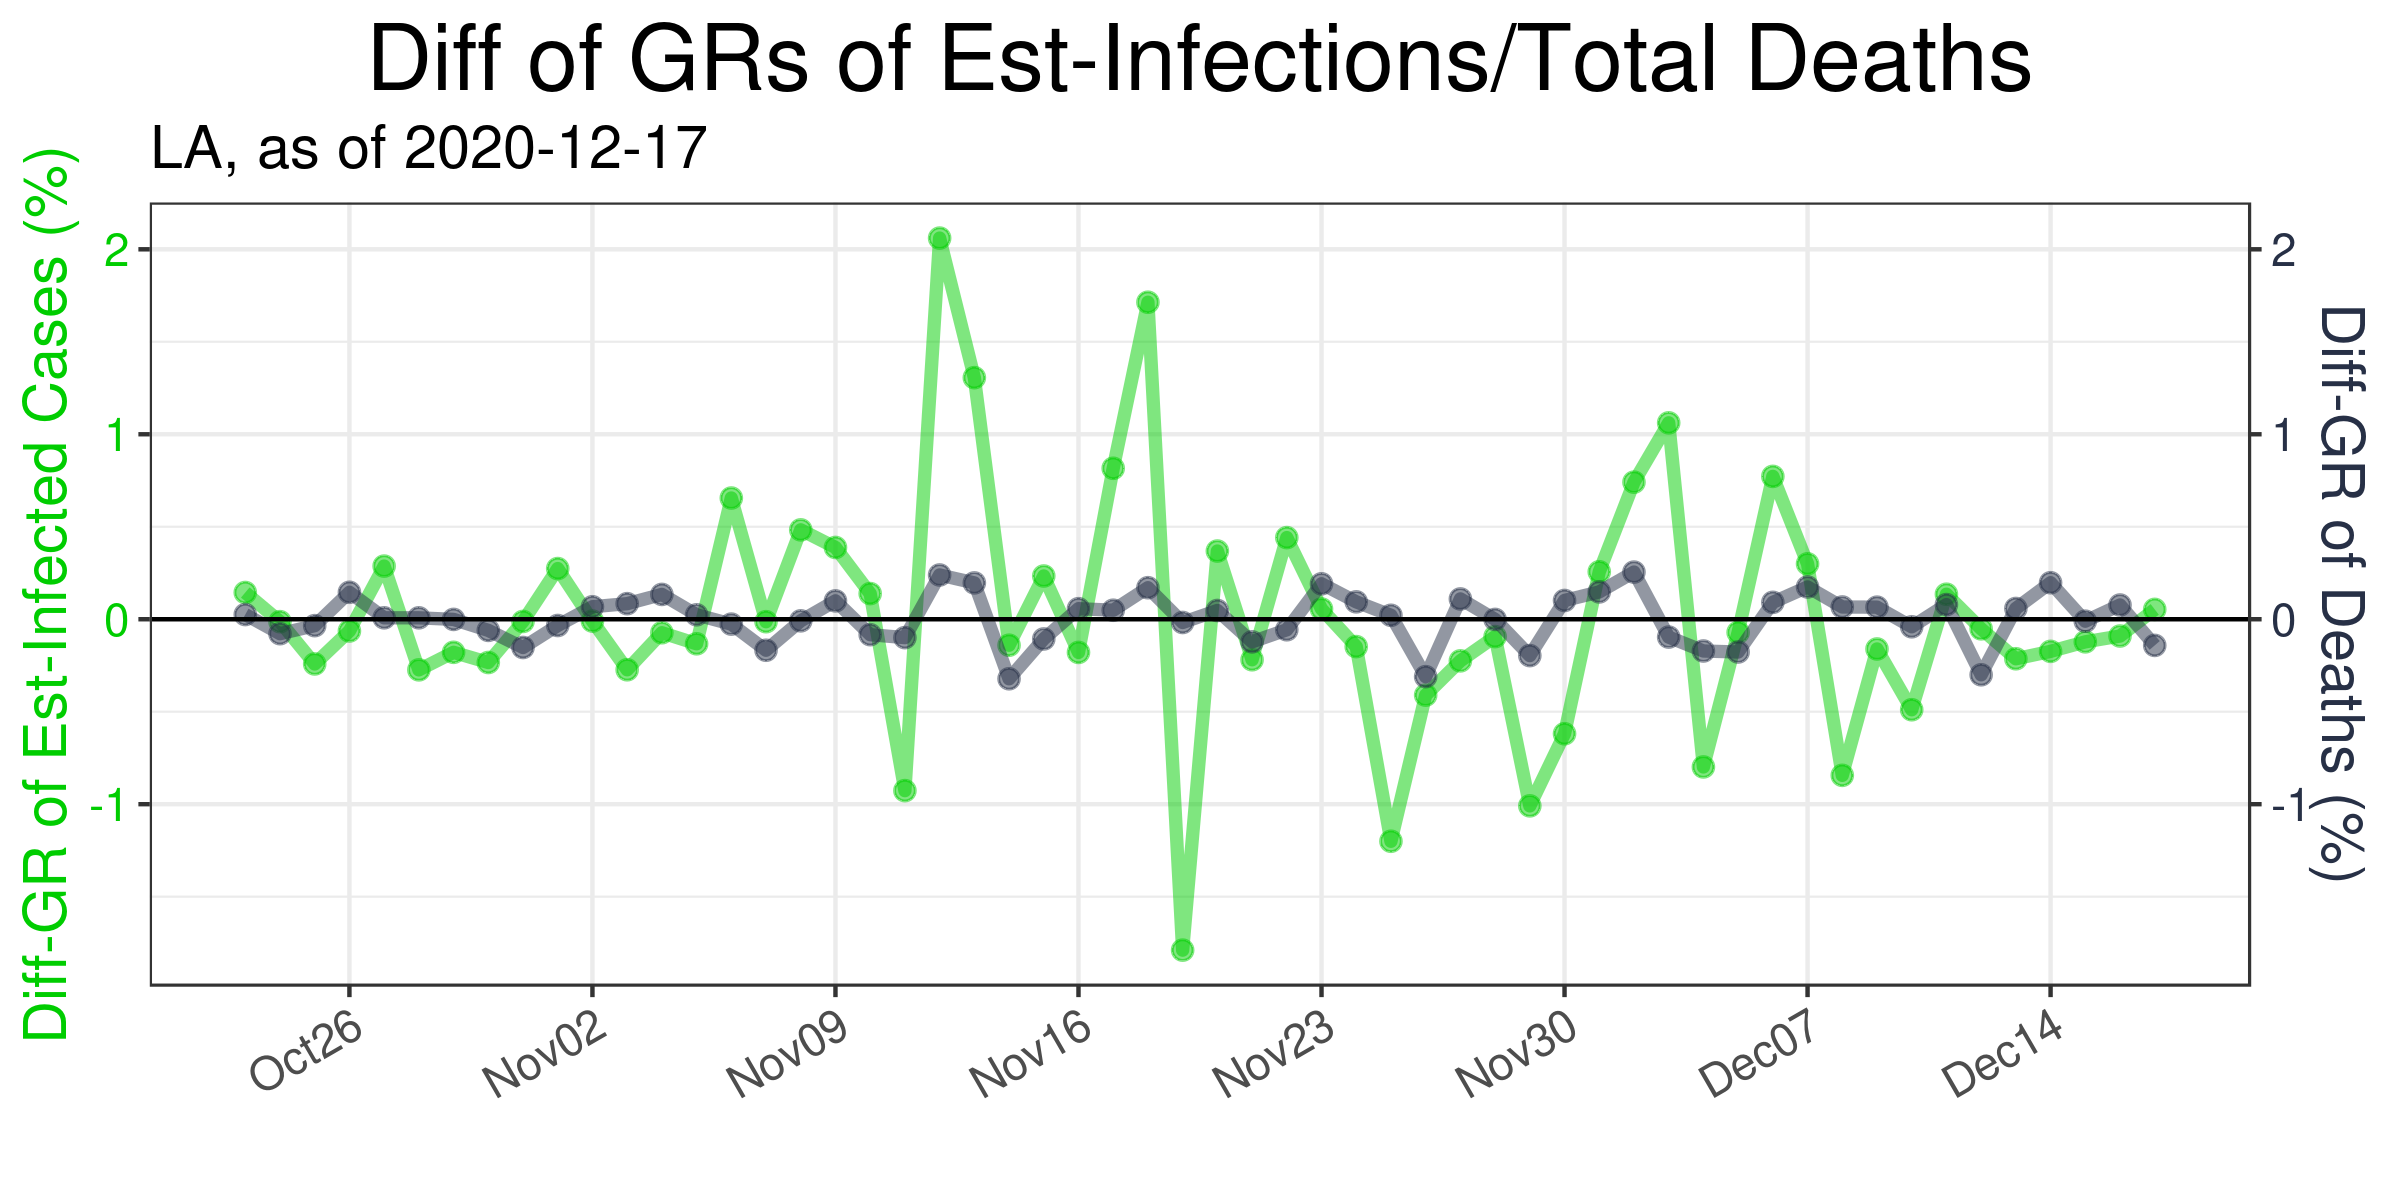 Diff of GRs of Est-Infections/Total Deaths
LA, as of 2020-12-17
Diff-GR of Est-Infected Cases (%)
2
1
0
-1
2
1
0
-1
Diff-GR of Deaths (%)
Oct26
Nov02
Nov09
Nov16
Nov23
Nov30
Dec07
Dec14